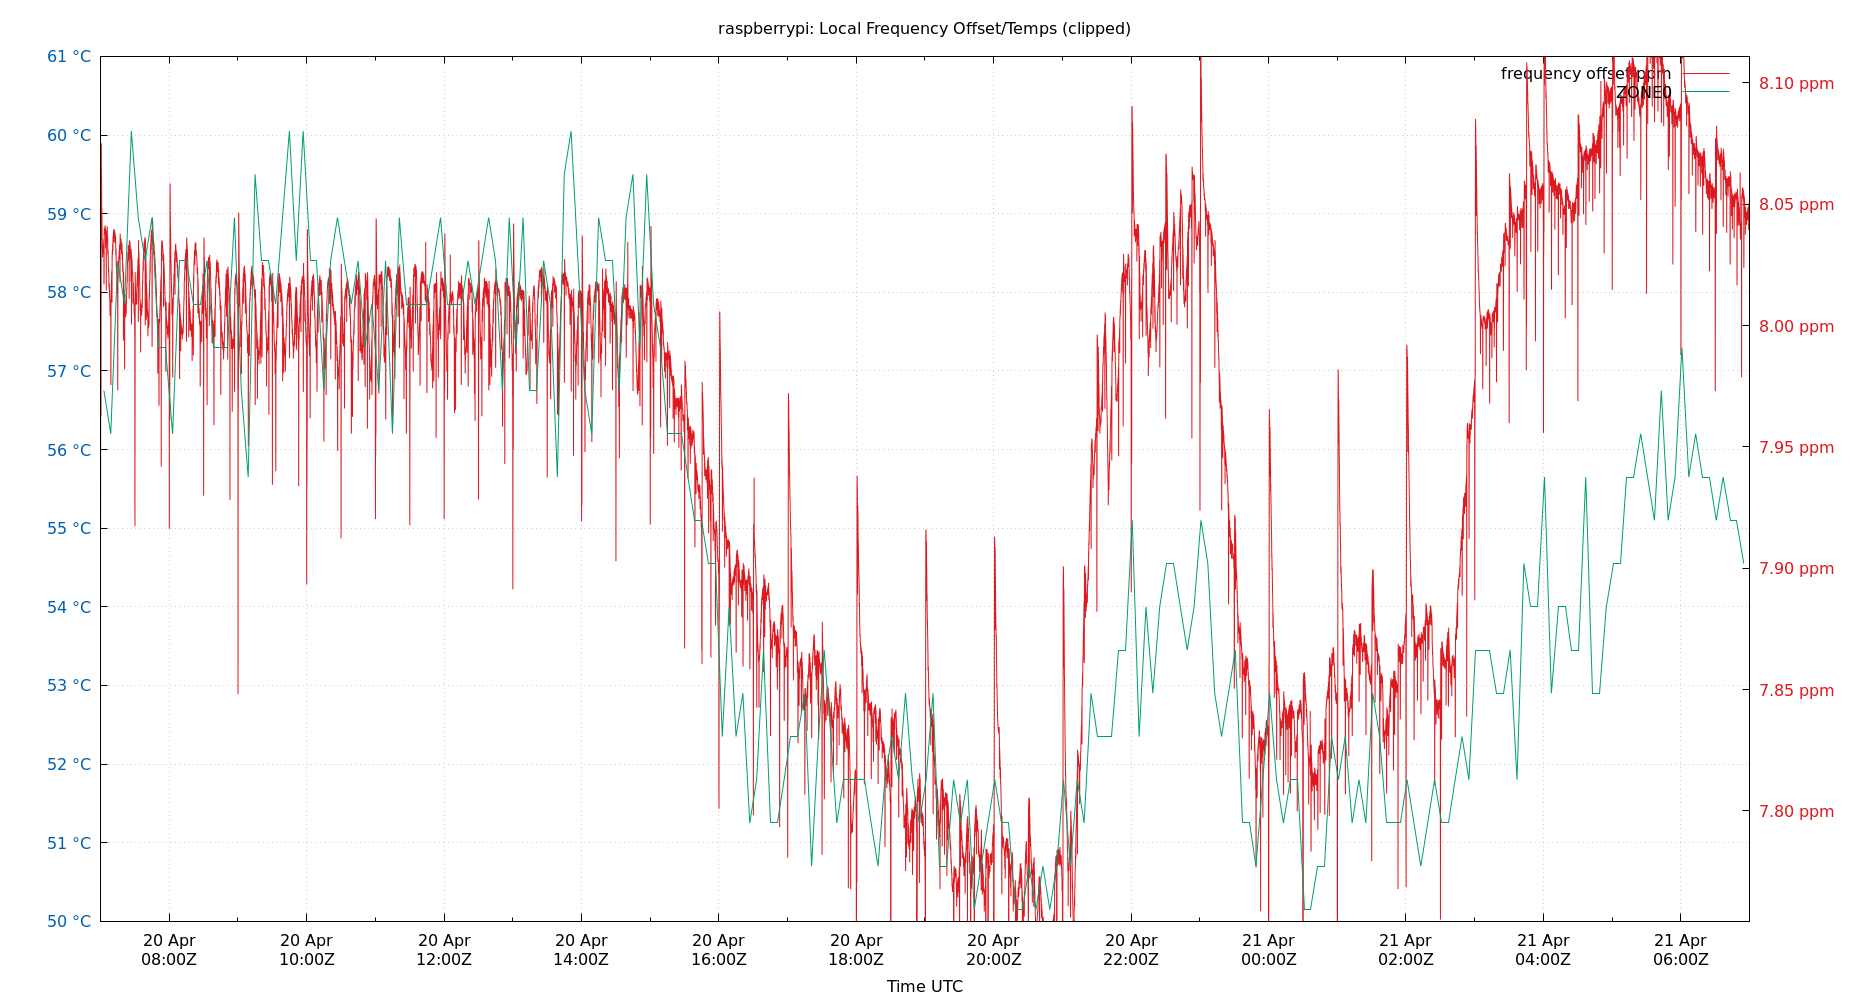 raspberrypi: Local Frequency Offset/Temps (clipped)
61 °C
60 °C
59 °C
58 °C
57 °C
56 °C
55 °C
54 °C
53 °C
52 °C
51 °C
50 °C
frequency offset ppm
ZONE0
8.10 ppm
8.05 ppm
8.00 ppm
7.95 ppm
7.90 ppm
7.85 ppm
7.80 ppm
20 Apr 20 Apr 20 Apr 20 Apr 20 Apr 20 Apr 20 Apr 20 Apr 21 Apr 21 Apr 21 Apr 21 Apr
08:00Z 10:00Z 12:00Z 14:00Z 16:00Z 18:00Z 20:00Z 22:00Z 00:00Z 02:00Z 04:00Z 06:00Z
Time UTC